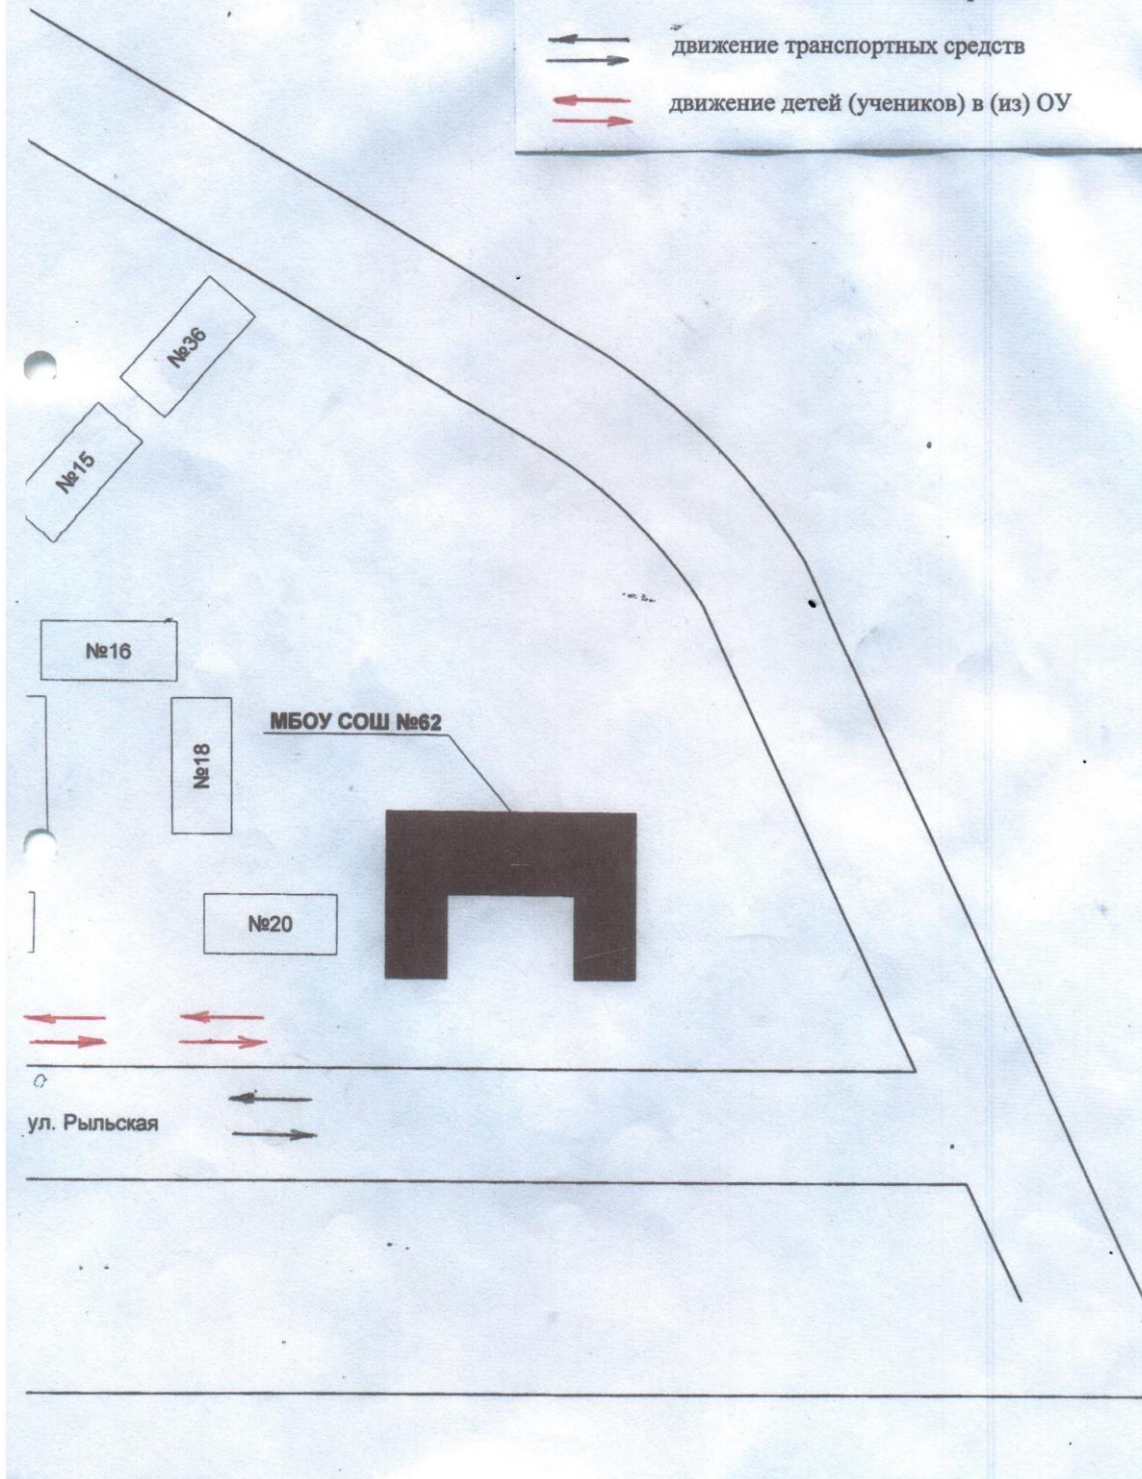 движение транспортных средств
движение детей (учеников) в (из) ОУ
№36
№15
№16
МБОУ СОШ №62
№18
№20
ул. Рыльская